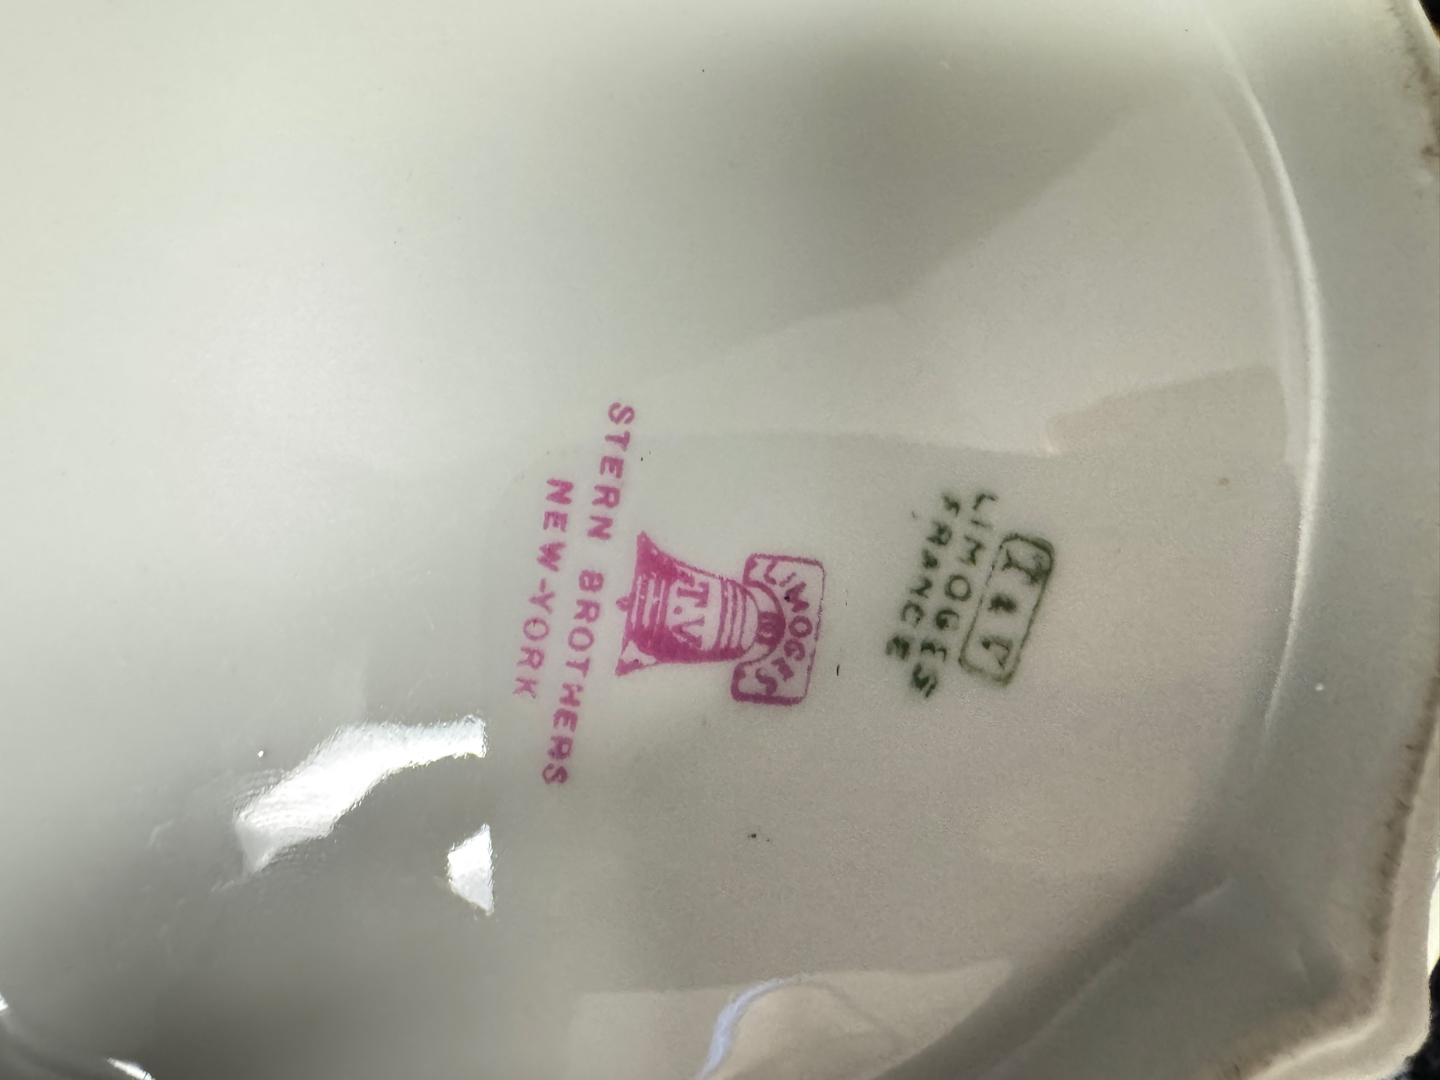 T & V
LIMOGES
FRANCE
LIMOGES
T.V
STERN BROTHERS
NEW-YORK